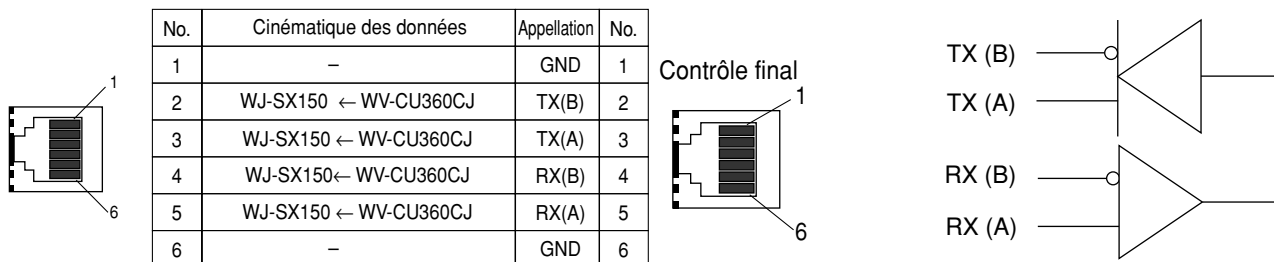 No. Cinématique des données Appellation No.
1 – GND 1
2 WJ-SX150 ← WV-CU360CJ TX(B) 2
3 WJ-SX150 ← WV-CU360CJ TX(A) 3
4 WJ-SX150← WV-CU360CJ RX(B) 4
5 WJ-SX150 ← WV-CU360CJ RX(A) 5
6 – GND 6
1
6
Contrôle final
1
6
TX (B)
TX (A)
RX (B)
RX (A)